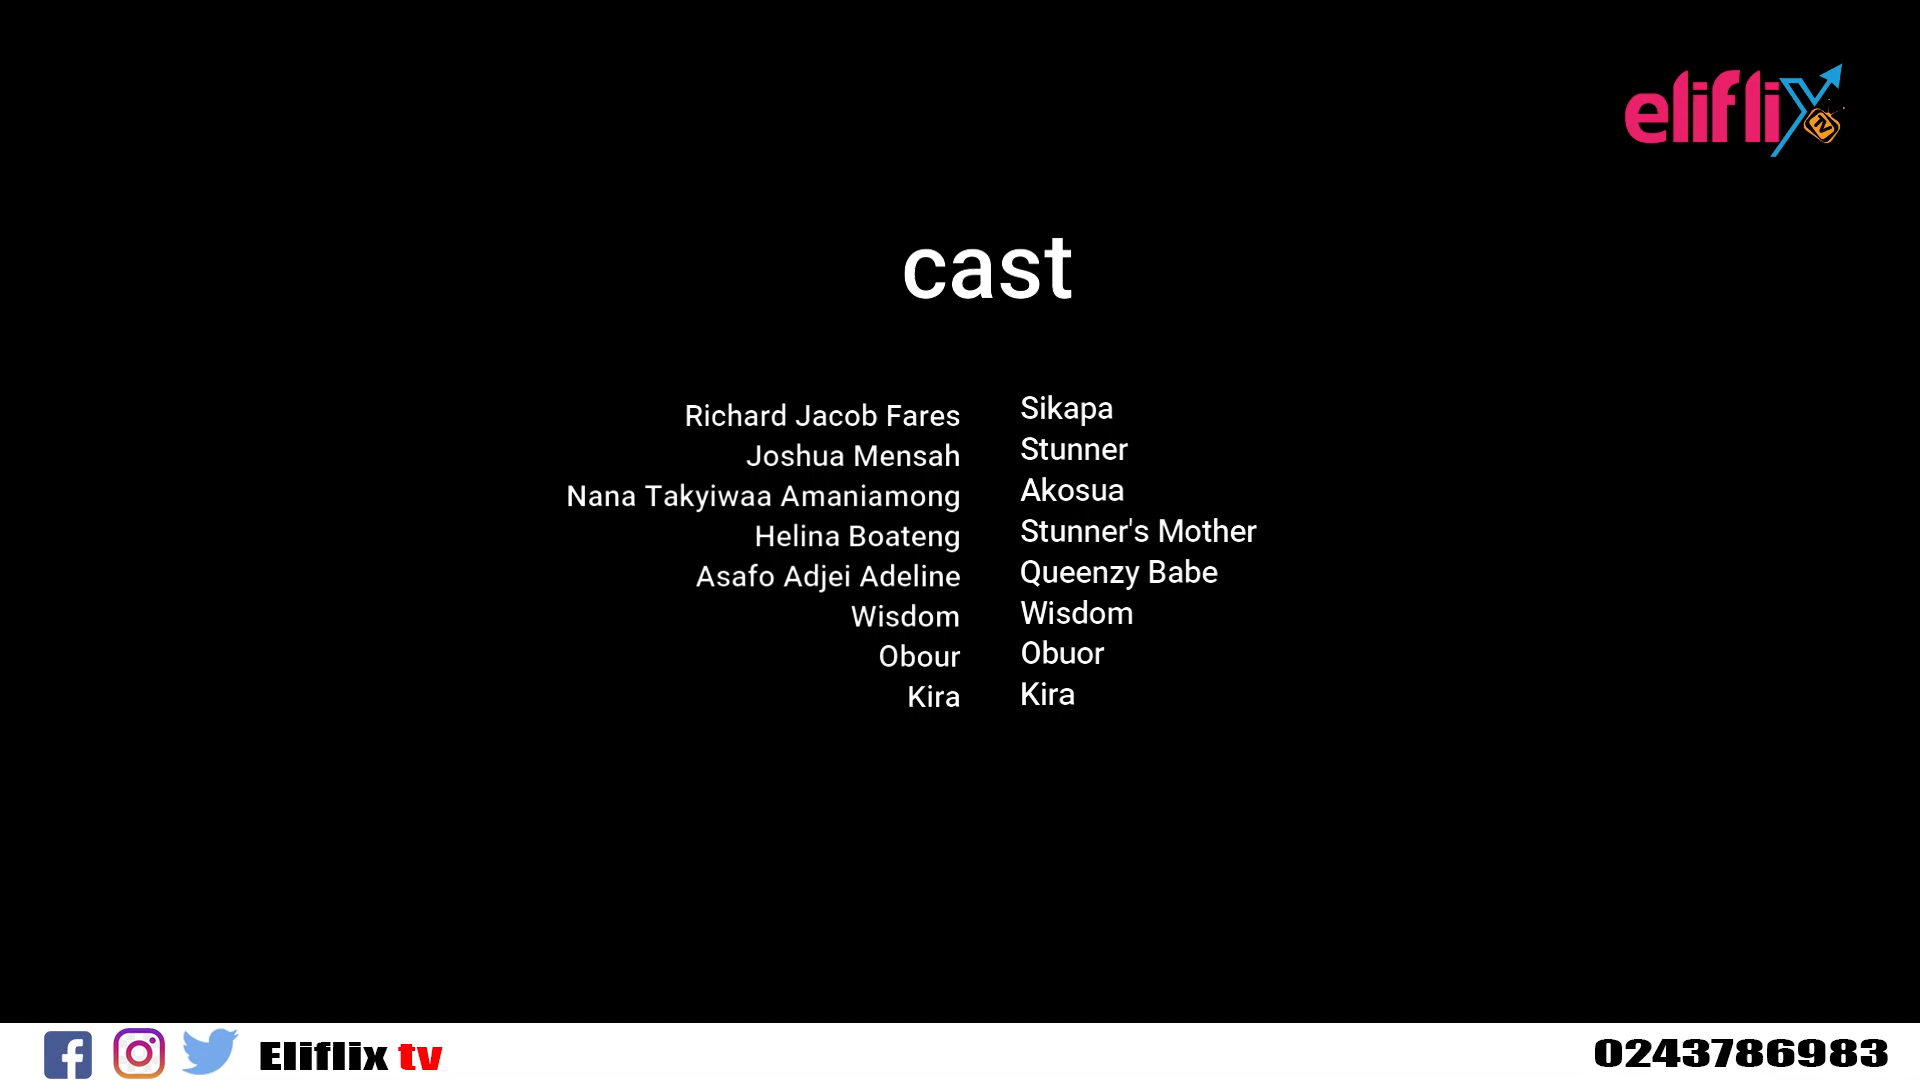 eliflix TV
cast
Richard Jacob Fares Sikapa
Joshua Mensah Stunner
Nana Takyiwaa Amaniamong Akosua
Helina Boateng Stunner's Mother
Asafo Adjei Adeline Queenzy Babe
Wisdom Wisdom
Obour Obuor
Kira Kira
Eliflix tv 0243786983